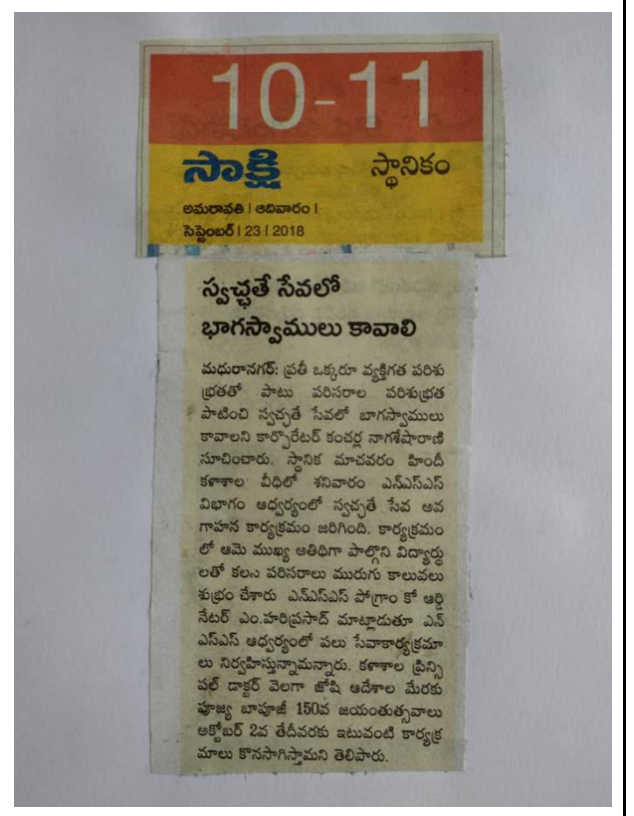 10-11
సాక్షి స్థానికం
అమరావతి | ఆదివారం |
సెప్టెంబర్ | 23 | 2018
స్వచ్ఛతే సేవలో
భాగస్వాములు కావాలి
మధురానగర్: ప్రతీ ఒక్కరూ వ్యక్తిగత పరిశు
భ్రతతో పాటు పరిసరాల పరిశుభ్రత
పాటించి స్వచ్ఛతే సేవలో బాగస్వాములు
కావాలని కార్పొరేటర్ కంచర్ల నాగశేషారాణి
సూచించారు. స్థానిక మాచవరం హిందీ
కళాశాల వీధిలో శనివారం ఎన్ఎస్ఎస్
విభాగం ఆధ్వర్యంలో స్వచ్ఛతే సేవ అవ
గాహన కార్యక్రమం జరిగింది. కార్యక్రమం
లో ఆమె ముఖ్య అతిథిగా పాల్గొని విద్యార్థు
లతో కలసి పరిసరాలు మురుగు కాలువలు
శుభ్రం చేశారు ఎన్ఎస్ఎస్ పోగ్రాం కో ఆర్డి
నేటర్ ఎం.హరిప్రసాద్ మాట్లాడుతూ ఎన్
ఎస్ఎస్ ఆధ్వర్యంలో పలు సేవాకార్యక్రమా
లు నిర్వహిస్తున్నామన్నారు. కళాశాల ప్రిన్సి
పల్ డాక్టర్ వెలగా జోషి ఆదేశాల మేరకు
పూజ్య బాపూజీ 150వ జయంతుత్సవాలు
అక్టోబర్ 2వ తేదీవరకు ఇటువంటి కార్యక్ర
మాలు కొనసాగిస్తామని తెలిపారు.